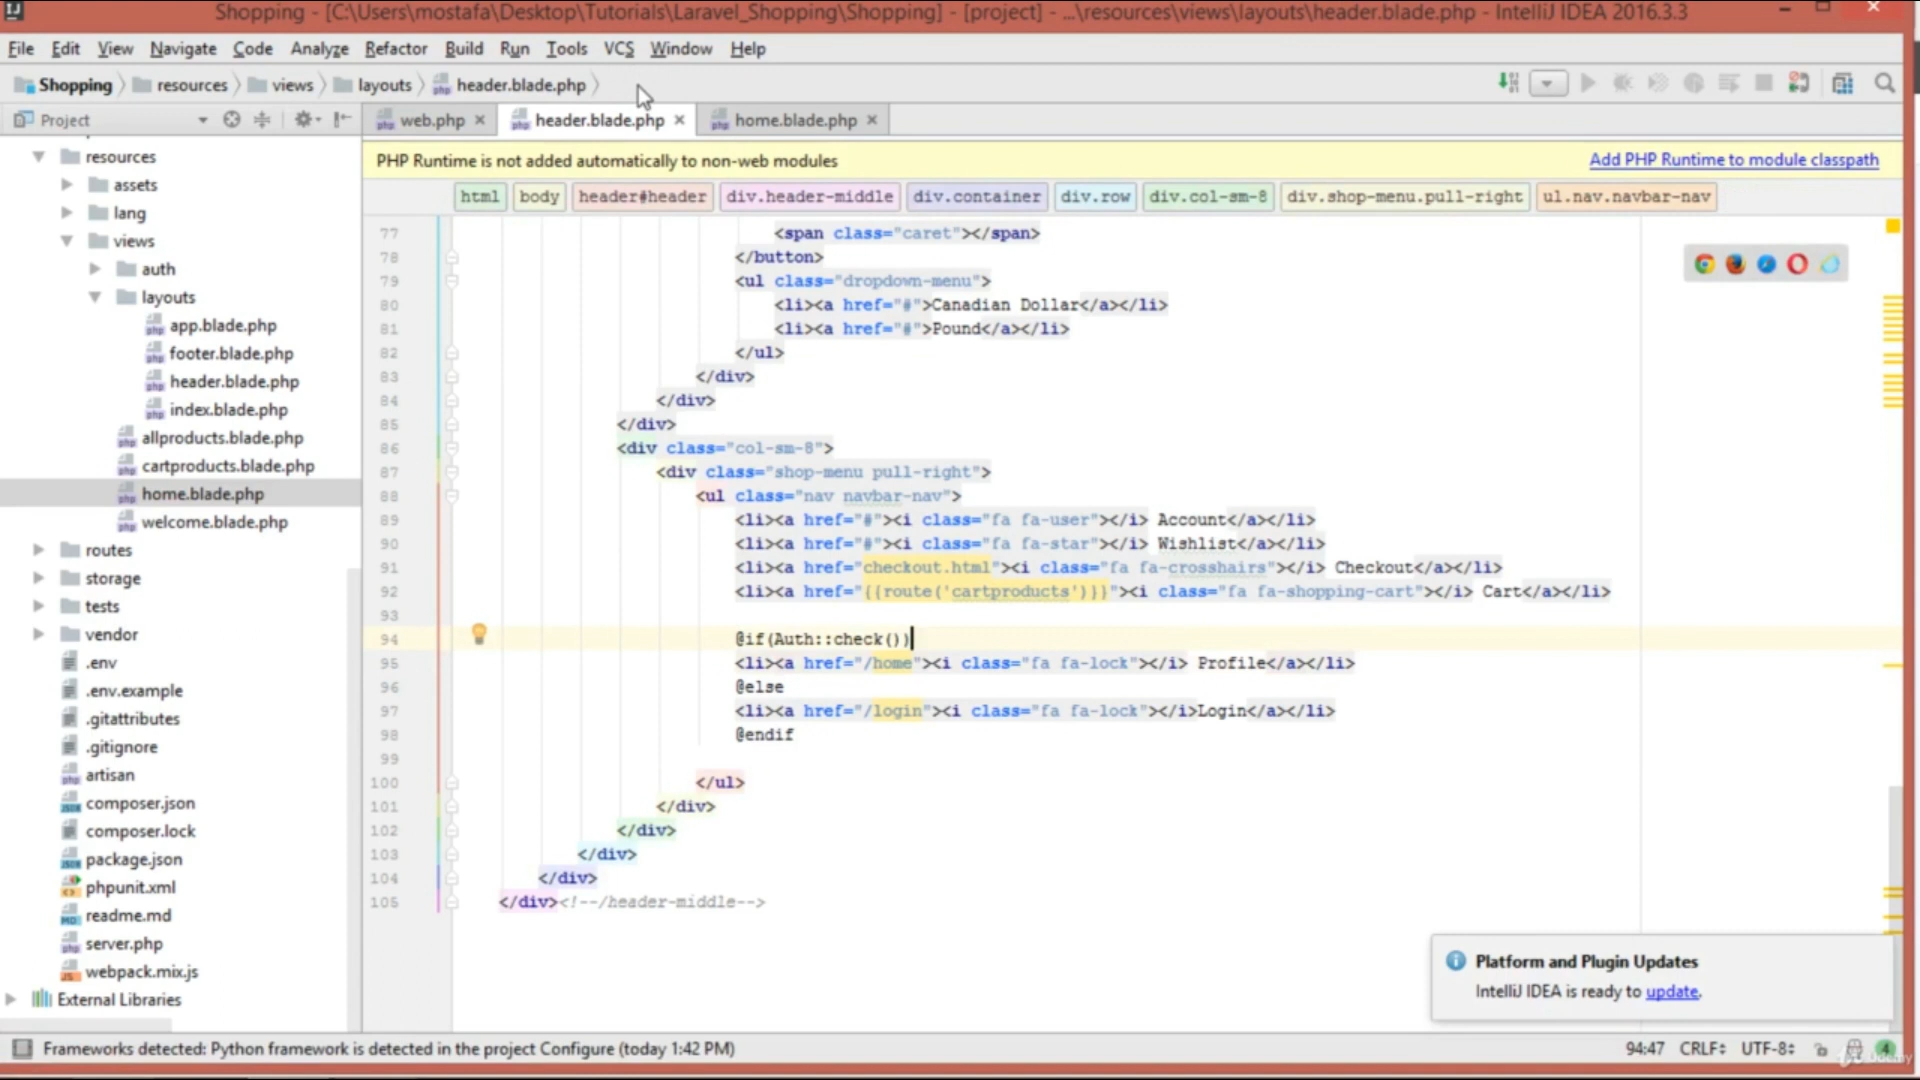 Shopping - [C:\Users\mostafa\Desktop\Tutorials\Laravel_Shopping\Shopping] - [project] - ...\resources\views\layouts\header.blade.php - IntelliJ IDEA 2016.3.3
File Edit View Navigate Code Analyze Refactor Build Run Tools VCS Window Help
Shopping resources views layouts header.blade.php
Project
web.php header.blade.php home.blade.php
PHP Runtime is not added automatically to non-web modules Add PHP Runtime to module classpath
html body header#header div.header-middle div.container div.row div.col-sm-8 div.shop-menu.pull-right ul.nav.navbar-nav
resources
assets
lang
views
auth
layouts
app.blade.php
footer.blade.php
header.blade.php
index.blade.php
allproducts.blade.php
cartproducts.blade.php
home.blade.php
welcome.blade.php
routes
storage
tests
vendor
.env
.env.example
.gitattributes
.gitignore
artisan
composer.json
composer.lock
package.json
phpunit.xml
readme.md
server.php
webpack.mix.js
External Libraries
77 <span class="caret"></span>
78 </button>
79 <ul class="dropdown-menu">
80 <li><a href="#">Canadian Dollar</a></li>
81 <li><a href="#">Pound</a></li>
82 </ul>
83 </div>
84 </div>
85 </div>
86 <div class="col-sm-8">
87 <div class="shop-menu pull-right">
88 <ul class="nav navbar-nav">
89 <li><a href="#"><i class="fa fa-user"></i> Account</a></li>
90 <li><a href="#"><i class="fa fa-star"></i> Wishlist</a></li>
91 <li><a href="checkout.html"><i class="fa fa-crosshairs"></i> Checkout</a></li>
92 <li><a href="{{route('cartproducts')}}"><i class="fa fa-shopping-cart"></i> Cart</a></li>
93
94 @if(Auth::check())
95 <li><a href="/home"><i class="fa fa-lock"></i> Profile</a></li>
96 @else
97 <li><a href="/login"><i class="fa fa-lock"></i>Login</a></li>
98 @endif
99
100 </ul>
101 </div>
102 </div>
103 </div>
104 </div>
105 </div><!--/header-middle-->
Platform and Plugin Updates
IntelliJ IDEA is ready to update.
Frameworks detected: Python framework is detected in the project Configure (today 1:42 PM) 94:47 CRLF UTF-8 4